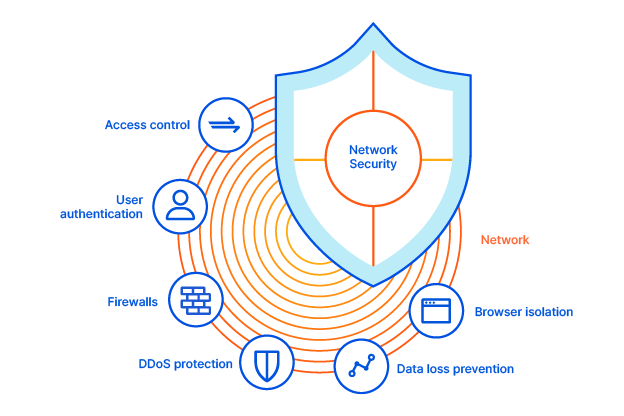 Network
Security
Access control
User
authentication
Network
Firewalls
Browser isolation
DDoS protection
Data loss prevention